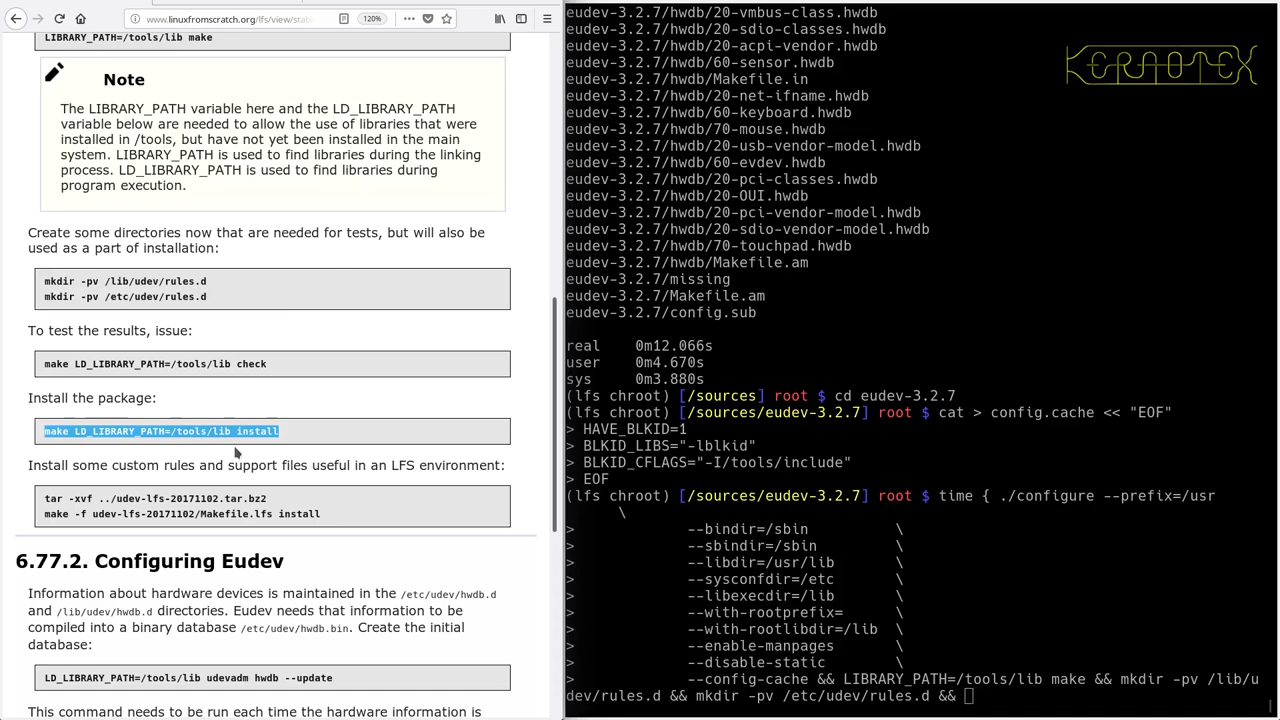 www.linuxfromscratch.org/lfs/view/stab
120%
LIBRARY_PATH=/tools/lib make
Note
The LIBRARY_PATH variable here and the LD_LIBRARY_PATH
variable below are needed to allow the use of libraries that were
installed in /tools, but have not yet been installed in the main
system. LIBRARY_PATH is used to find libraries during the linking
process. LD_LIBRARY_PATH is used to find libraries during
program execution.
Create some directories now that are needed for tests, but will also be
used as a part of installation:
mkdir -pv /lib/udev/rules.d
mkdir -pv /etc/udev/rules.d
To test the results, issue:
make LD_LIBRARY_PATH=/tools/lib check
Install the package:
make LD_LIBRARY_PATH=/tools/lib install
Install some custom rules and support files useful in an LFS environment:
tar -xvf ../udev-lfs-20171102.tar.bz2
make -f udev-lfs-20171102/Makefile.lfs install
6.77.2. Configuring Eudev
Information about hardware devices is maintained in the /etc/udev/hwdb.d
and /lib/udev/hwdb.d directories. Eudev needs that information to be
compiled into a binary database /etc/udev/hwdb.bin. Create the initial
database:
LD_LIBRARY_PATH=/tools/lib udevadm hwdb --update
This command needs to be run each time the hardware information is
eudev-3.2.7/hwdb/20-vmbus-class.hwdb
eudev-3.2.7/hwdb/20-sdio-classes.hwdb
eudev-3.2.7/hwdb/20-acpi-vendor.hwdb
eudev-3.2.7/hwdb/60-sensor.hwdb
eudev-3.2.7/hwdb/Makefile.in
eudev-3.2.7/hwdb/20-net-ifname.hwdb
eudev-3.2.7/hwdb/60-keyboard.hwdb
eudev-3.2.7/hwdb/70-mouse.hwdb
eudev-3.2.7/hwdb/20-usb-vendor-model.hwdb
eudev-3.2.7/hwdb/60-evdev.hwdb
eudev-3.2.7/hwdb/20-pci-classes.hwdb
eudev-3.2.7/hwdb/20-OUI.hwdb
eudev-3.2.7/hwdb/20-pci-vendor-model.hwdb
eudev-3.2.7/hwdb/20-sdio-vendor-model.hwdb
eudev-3.2.7/hwdb/70-touchpad.hwdb
eudev-3.2.7/hwdb/Makefile.am
eudev-3.2.7/missing
eudev-3.2.7/Makefile.am
eudev-3.2.7/config.sub
real 0m12.066s
user 0m4.670s
sys 0m3.880s
(lfs chroot) [/sources] root $ cd eudev-3.2.7
(lfs chroot) [/sources/eudev-3.2.7] root $ cat > config.cache << "EOF"
> HAVE_BLKID=1
> BLKID_LIBS="-lblkid"
> BLKID_CFLAGS="-I/tools/include"
> EOF
(lfs chroot) [/sources/eudev-3.2.7] root $ time { ./configure --prefix=/usr
\
> --bindir=/sbin \
> --sbindir=/sbin \
> --libdir=/usr/lib \
> --sysconfdir=/etc \
> --libexecdir=/lib \
> --with-rootprefix= \
> --with-rootlibdir=/lib \
> --enable-manpages \
> --disable-static \
> --config-cache && LIBRARY_PATH=/tools/lib make && mkdir -pv /lib/u
dev/rules.d && mkdir -pv /etc/udev/rules.d &&
KEROTEX